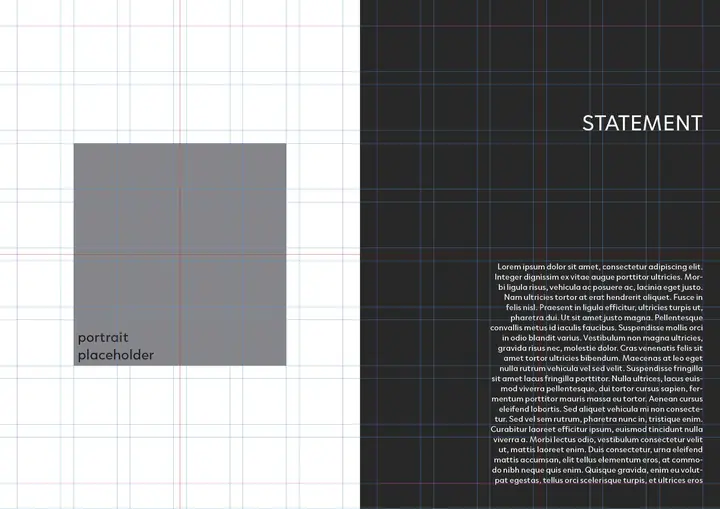 portrait
placeholder
STATEMENT
Lorem ipsum dolor sit amet, consectetur adipiscing elit.
Integer dignissim ex vitae augue porttitor ultricies. Mor-
bi ligula risus, vehicula ac posuere ac, lacinia eget justo.
Nam ultricies tortor at erat hendrerit aliquet. Fusce in
felis nisl. Praesent in ligula efficitur, ultricies turpis ut,
pharetra dui. Ut sit amet justo magna. Pellentesque
convallis metus id iaculis faucibus. Suspendisse mollis orci
in odio blandit varius. Vestibulum non magna ultricies,
gravida risus nec, molestie dolor. Cras venenatis felis sit
amet tortor ultricies bibendum. Maecenas at leo eget
nulla rutrum vehicula vel sed velit. Suspendisse fringilla
sit amet lacus fringilla porttitor. Nulla ultrices, lacus euis-
mod viverra pellentesque, dui tortor cursus sapien, fer-
mentum porttitor mauris massa eu tortor. Aenean cursus
eleifend lobortis. Sed aliquet vehicula mi non consecte-
tur. Sed vel sem rutrum, pharetra nunc in, tristique enim.
Curabitur laoreet efficitur ipsum, euismod tincidunt nulla
viverra a. Morbi lectus odio, vestibulum consectetur velit
ut, mattis laoreet enim. Duis consectetur, urna eleifend
mattis accumsan, elit tellus elementum eros, at commo-
do nibh neque quis enim. Quisque gravida, enim eu volut-
pat egestas, tellus orci scelerisque turpis, et ultrices eros